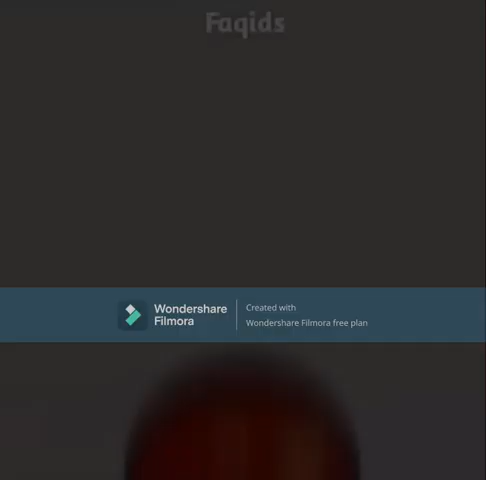 Faqids
Wondershare
Filmora
Created with
Wondershare Filmora free plan